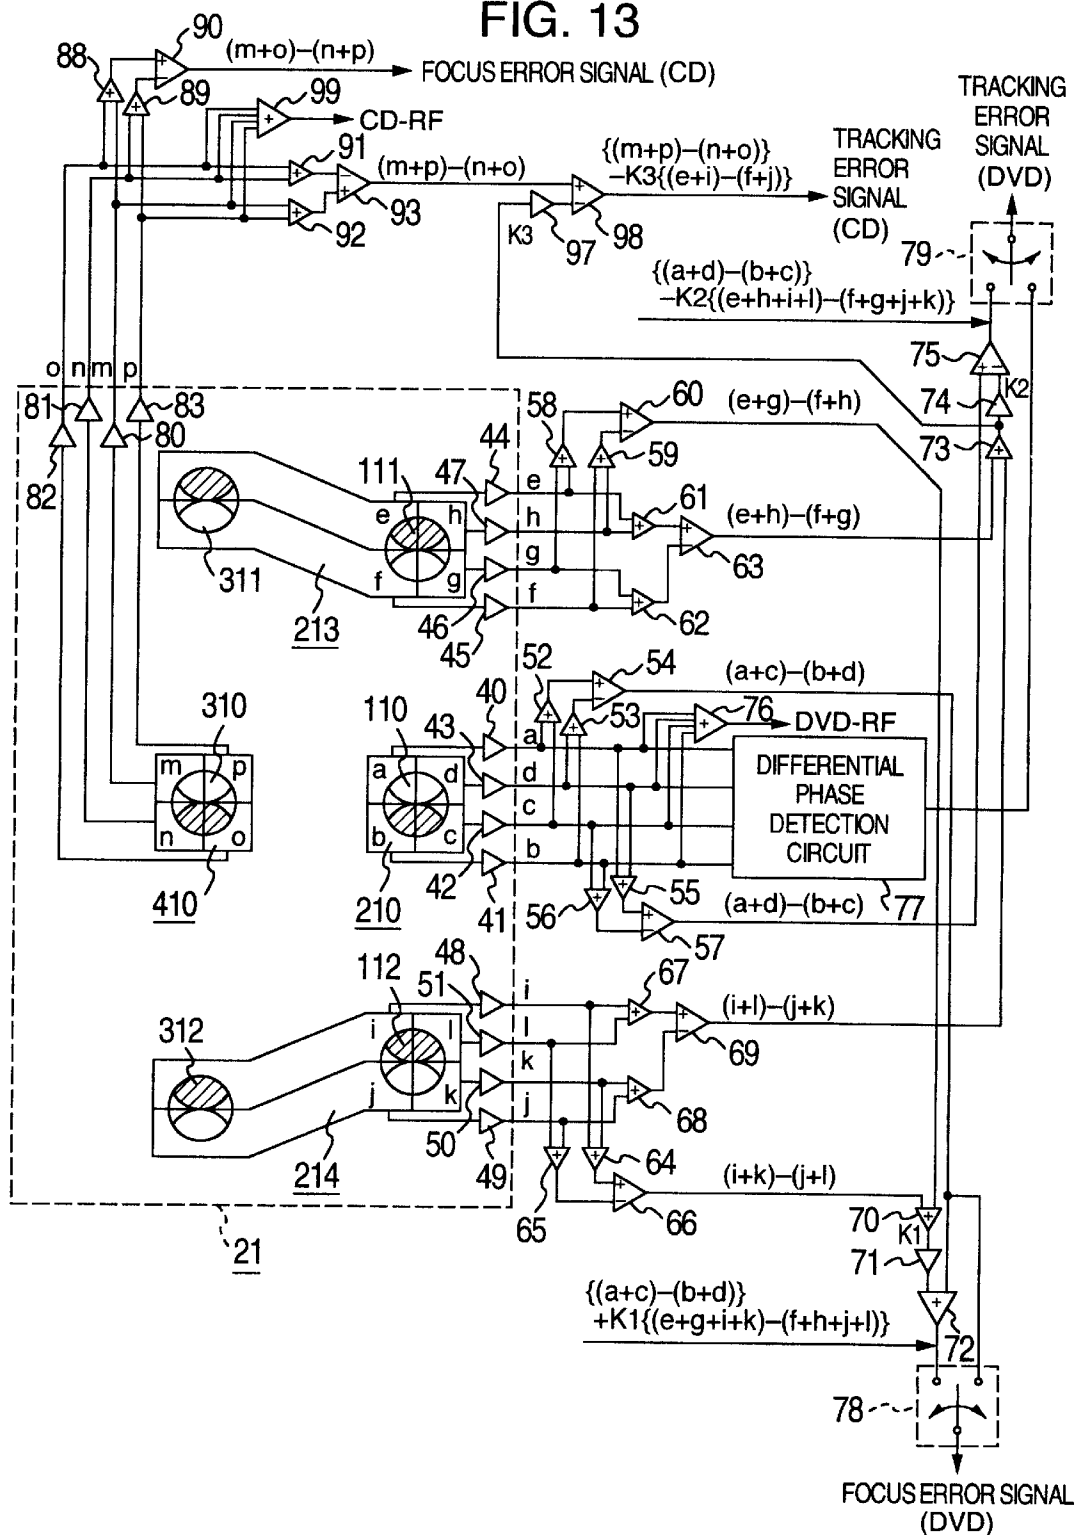 FIG. 13
90
(m+o)–(n+p)
88
FOCUS ERROR SIGNAL (CD)
89
99
CD-RF
TRACKING
ERROR
SIGNAL
(DVD)
91
(m+p)–(n+o)
{(m+p)–(n+o)}
–K3{(e+i)–(f+j)}
TRACKING
ERROR
SIGNAL
(CD)
92
93
K3
97
98
79
{(a+d)–(b+c)}
–K2{(e+h+i+l)–(f+g+j+k)}
75
o n m p
81
83
82
80
60
(e+g)–(f+h)
74
K2
73
58
59
44
111
47
e
h
e
h
f
g
g
f
61
(e+h)–(f+g)
63
62
311
213
46
45
52
54
(a+c)–(b+d)
53
76
DVD-RF
310
110
43
40
a
m
p
a
d
d
n
o
b
c
c
b
DIFFERENTIAL
PHASE
DETECTION
CIRCUIT
410
210
42
41
56
55
(a+d)–(b+c)
57
77
48
112
51
i
l
i
l
j
k
k
j
67
(i+l)–(j+k)
69
68
312
214
50
49
65
64
(i+k)–(j+l)
66
70
K1
71
21
{(a+c)–(b+d)}
+K1{(e+g+i+k)–(f+h+j+l)}
72
78
FOCUS ERROR SIGNAL
(DVD)